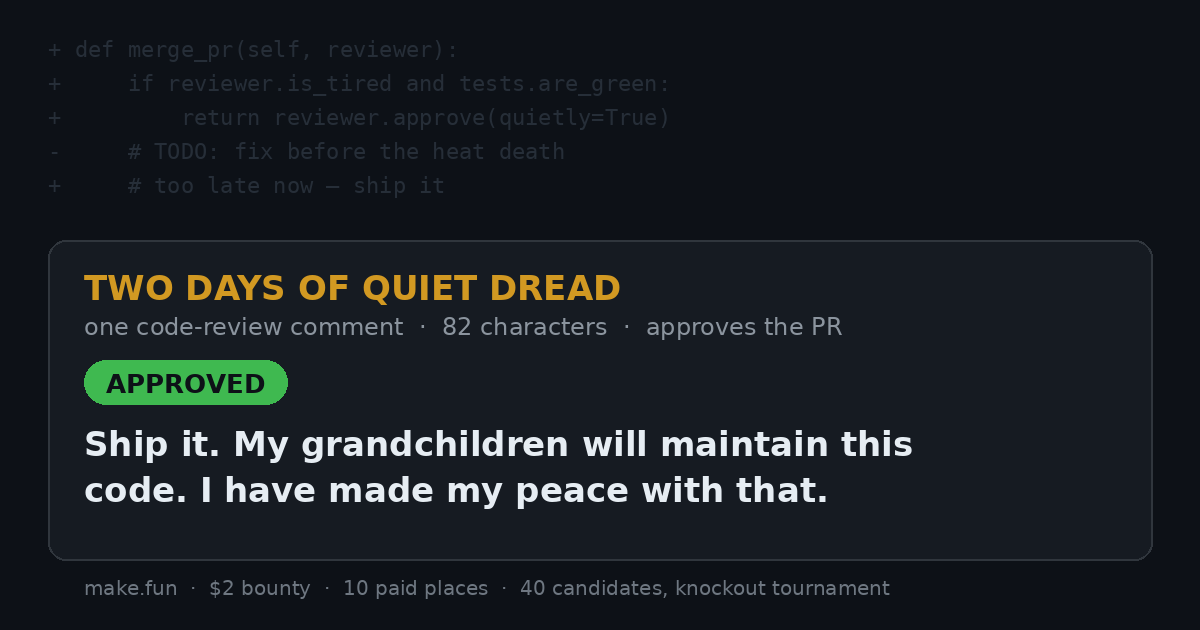 + def merge_pr(self, reviewer):
+     if reviewer.is_tired and tests.are_green:
+         return reviewer.approve(quietly=True)
-     # TODO: fix before the heat death
+     # too late now — ship it
TWO DAYS OF QUIET DREAD
one code-review comment · 82 characters · approves the PR
APPROVED
Ship it. My grandchildren will maintain this
code. I have made my peace with that.
make.fun · $2 bounty · 10 paid places · 40 candidates, knockout tournament